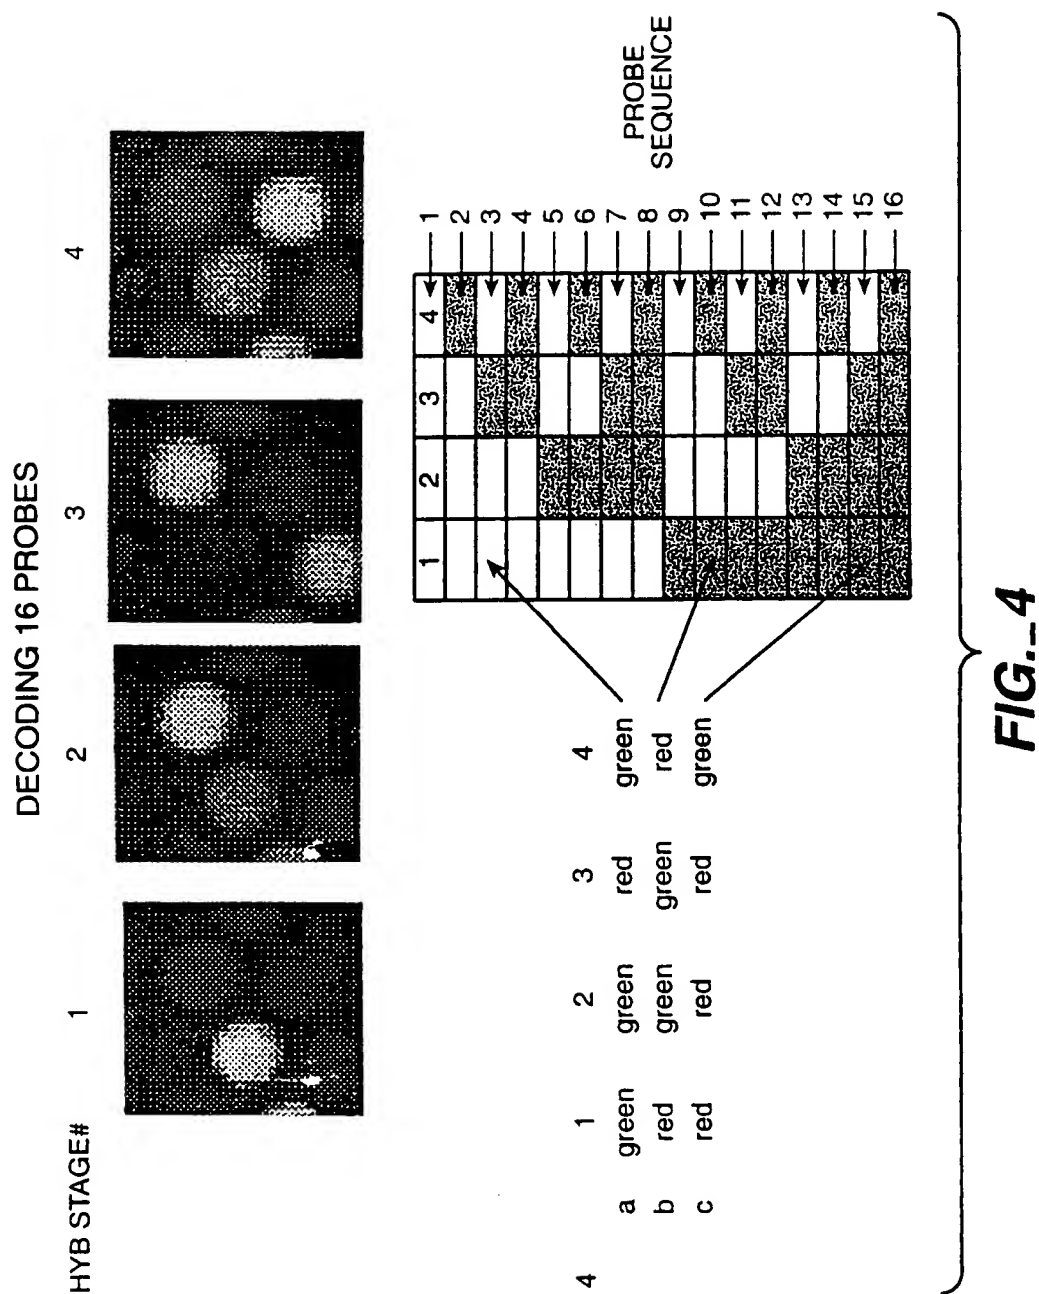 DECODING 16 PROBES
HYB STAGE# 1 2 3 4
1 2 3 4
1
2
3
4
5
6
7
8
9
10
11
12
13
14
15
16
PROBE
SEQUENCE
4 1 2 3 4
a green green red green
b red green green red
c red red red green
FIG._4